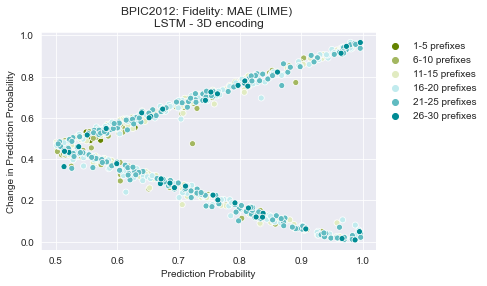 BPIC2012: Fidelity: MAE (LIME)
LSTM - 3D encoding
Change in Prediction Probability
1.0
0.8
0.6
0.4
0.2
0.0
0.5
0.6
0.7
0.8
0.9
1.0
Prediction Probability
1-5 prefixes
6-10 prefixes
11-15 prefixes
16-20 prefixes
21-25 prefixes
26-30 prefixes